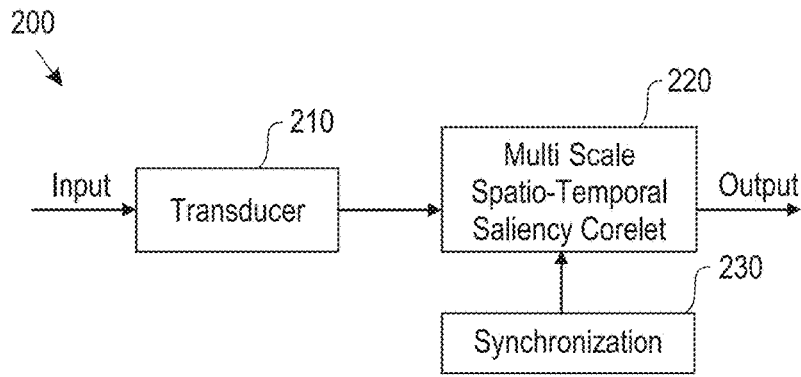 200
210
220
Input
Transducer
Multi Scale
Spatio-Temporal
Saliency Corelet
Output
230
Synchronization